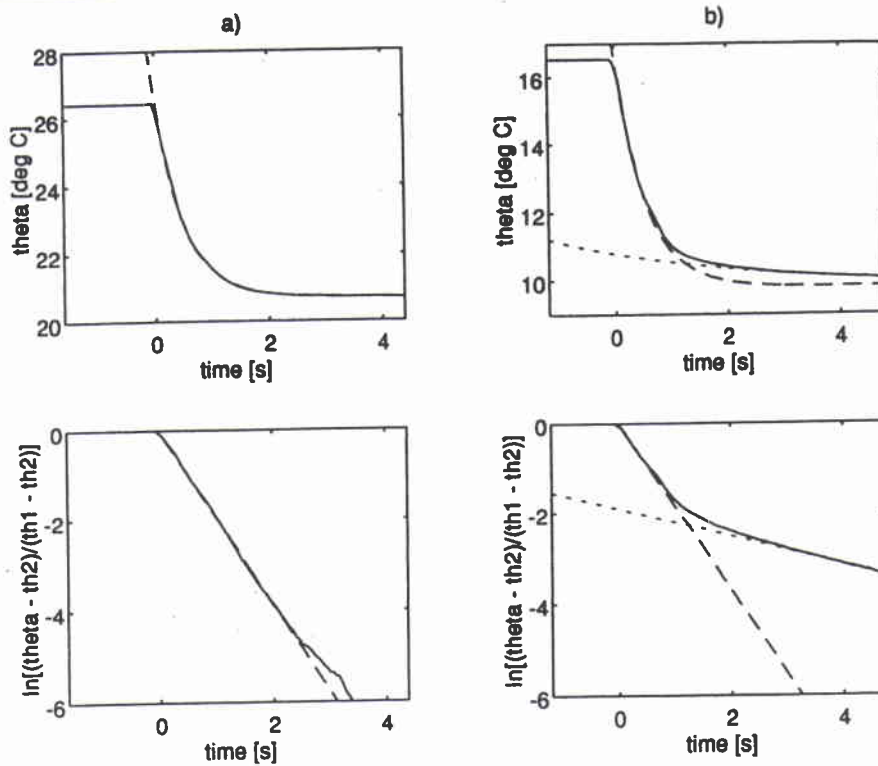 a)
28
26
24
22
20
theta [deg C]
0
2
4
time [s]
b)
16
14
12
10
theta [deg C]
0
2
4
time [s]
0
-2
-4
-6
ln[(theta - th2)/(th1 - th2)]
0
2
4
time [s]
0
-2
-4
-6
ln[(theta - th2)/(th1 - th2)]
0
2
4
time [s]